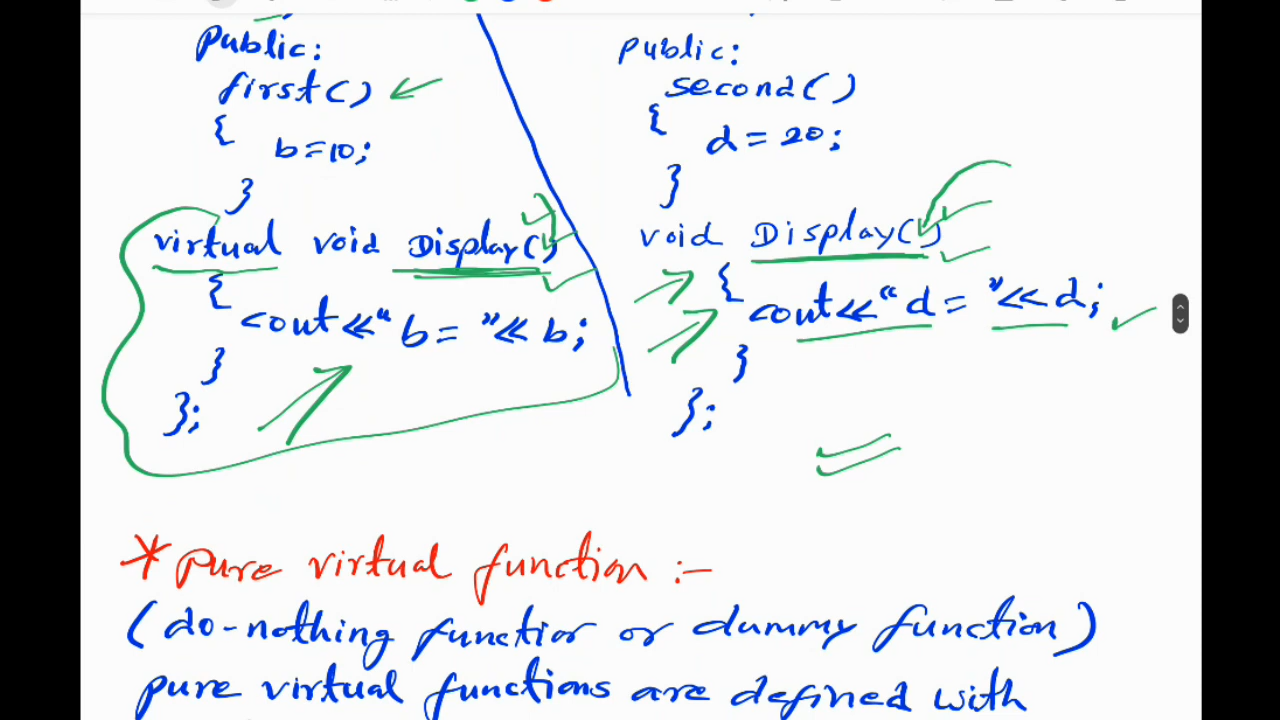 public:
first()
{
b=10;
}
virtual void Display()
{
cout<<"b= "<<b;
}
};
public:
second()
{
d=20;
}
void Display()
{
cout<<"d= "<<d;
}
};
*pure virtual function :-
(do-nothing function or dummy function)
pure virtual functions are defined with